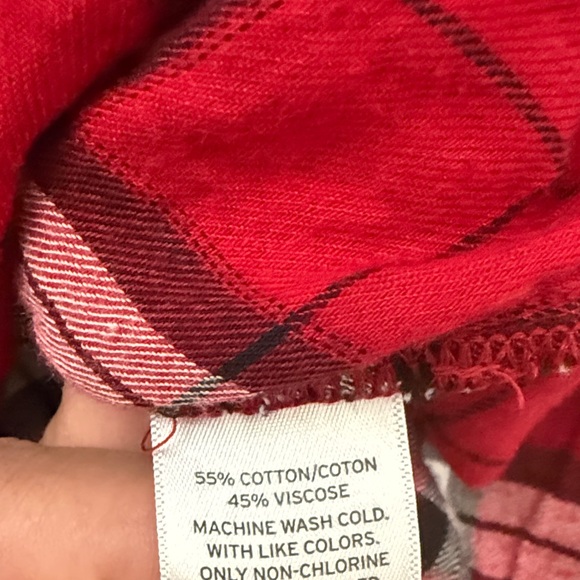 55% COTTON/COTON
45% VISCOSE
MACHINE WASH COLD.
WITH LIKE COLORS.
ONLY NON-CHLORINE